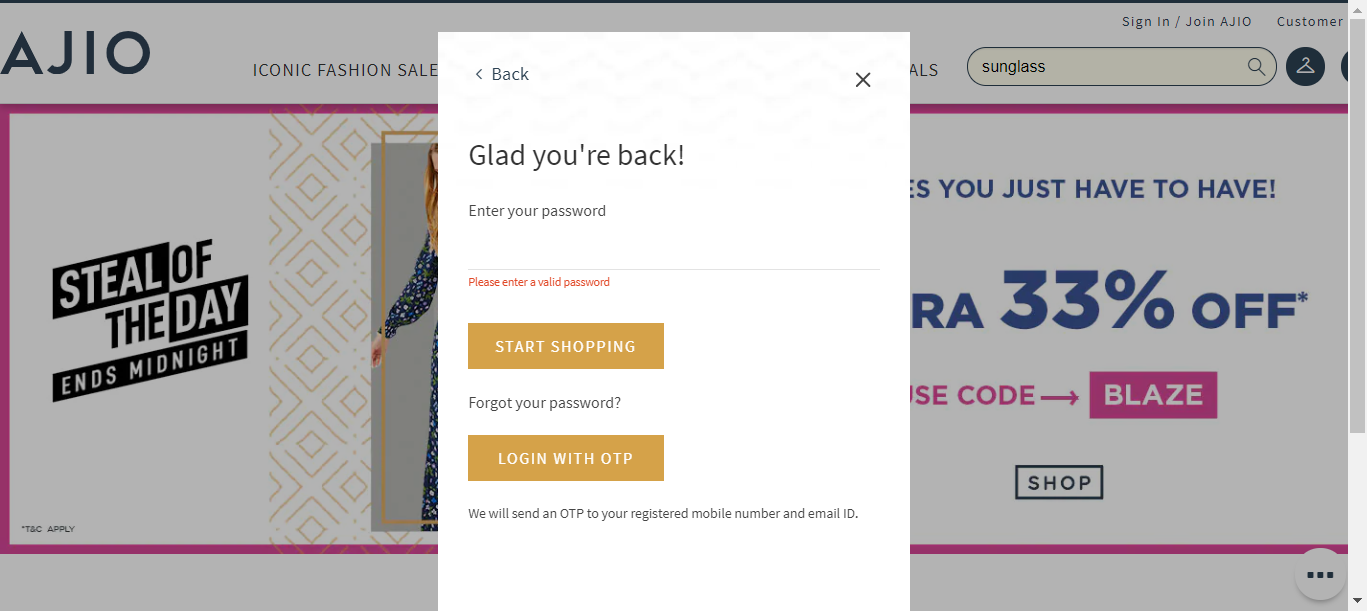 Sign In / Join AJIO Customer
AJIO
ICONIC FASHION SALE
ALS
sunglass
Back
Glad you're back!
Enter your password
Please enter a valid password
START SHOPPING
Forgot your password?
LOGIN WITH OTP
We will send an OTP to your registered mobile number and email ID.
STEAL OF
THE DAY
ENDS MIDNIGHT
*T&C APPLY
ES YOU JUST HAVE TO HAVE!
RA 33% OFF*
USE CODE → BLAZE
SHOP